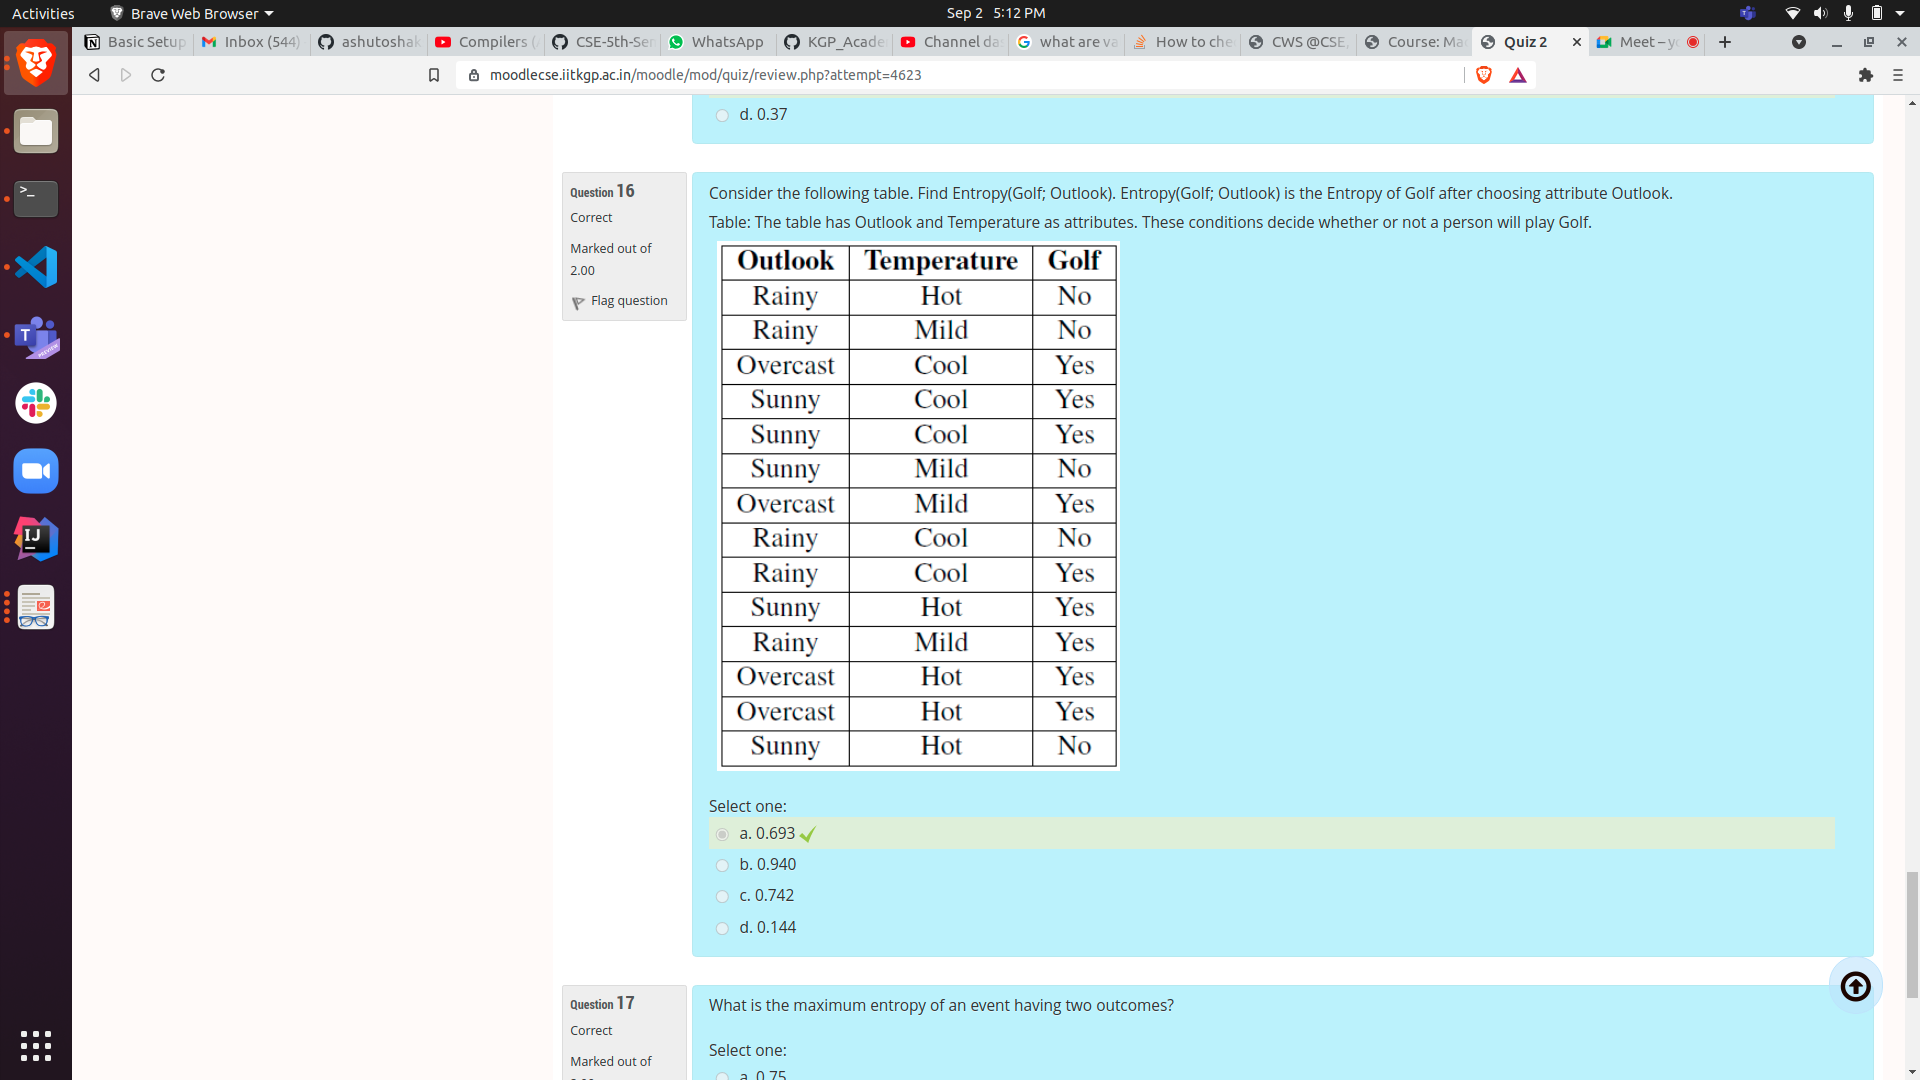 Activities
Brave Web Browser
Sep 2 5:12 PM
Basic Setup
Inbox (544)
ashutoshak
Compilers (
CSE-5th-Sem
WhatsApp
KGP_Acade
Channel da
what are va
How to che
CWS @CSE,
Course: Ma
Quiz 2
Meet – yo
moodlecse.iitkgp.ac.in/moodle/mod/quiz/review.php?attempt=4623
d. 0.37
Question 16
Correct
Marked out of
2.00
Flag question
Consider the following table. Find Entropy(Golf; Outlook). Entropy(Golf; Outlook) is the Entropy of Golf after choosing attribute Outlook.
Table: The table has Outlook and Temperature as attributes. These conditions decide whether or not a person will play Golf.
Outlook Temperature Golf
Rainy Hot No
Rainy Mild No
Overcast Cool Yes
Sunny Cool Yes
Sunny Cool Yes
Sunny Mild No
Overcast Mild Yes
Rainy Cool No
Rainy Cool Yes
Sunny Hot Yes
Rainy Mild Yes
Overcast Hot Yes
Overcast Hot Yes
Sunny Hot No
Select one:
a. 0.693
b. 0.940
c. 0.742
d. 0.144
Question 17
Correct
Marked out of
What is the maximum entropy of an event having two outcomes?
Select one:
a. 0.75